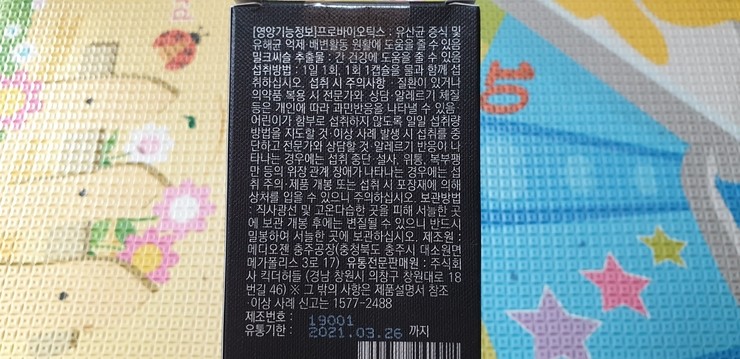 [영양기능정보]프로바이오틱스 : 유산균 증식 및
유해균 억제·배변활동 원활에 도움을 줄 수 있음
밀크씨슬 추출물 : 간 건강에 도움을 줄 수 있음
섭취방법 : 1일 1회, 1회 1캡슐을 물과 함께 섭
취하십시오. 섭취 시 주의사항 · 질환이 있거나
의약품 복용 시 전문가와 상담·알레르기 체질
등은 개인에 따라 과민반응을 나타낼 수 있음
·어린이가 함부로 섭취하지 않도록 일일 섭취량
방법을 지도할 것·이상 사례 발생 시 섭취를 중
단하고 전문가와 상담할 것·알레르기 반응이 나
타나는 경우에는 섭취 중단·설사, 위통, 복부팽
만 등의 위장 관계 장애가 나타나는 경우에는 섭
취 주의·제품 개봉 또는 섭취 시 포장재에 의해
상처를 입을 수 있으니 주의하십시오. 보관방법
: 직사광선 및 고온다습한 곳을 피해 서늘한 곳
에 보관 개봉 후에는 변질될 수 있으니 반드시
밀봉하여 서늘한 곳에 보관하십시오. 제조원 :
메디오젠 충주공장(충청북도 충주시 대소원면
메가폴리스 3로 17) 유통전문판매원 : 주식회
사 킥더허들 (경남 창원시 의창구 창원대로 18
번길 46) ※ 그 밖의 사항은 제품설명서 참조
·이상 사례 신고는 1577-2488
제조번호 : 19001
유통기한 : 2021.03.26 까지